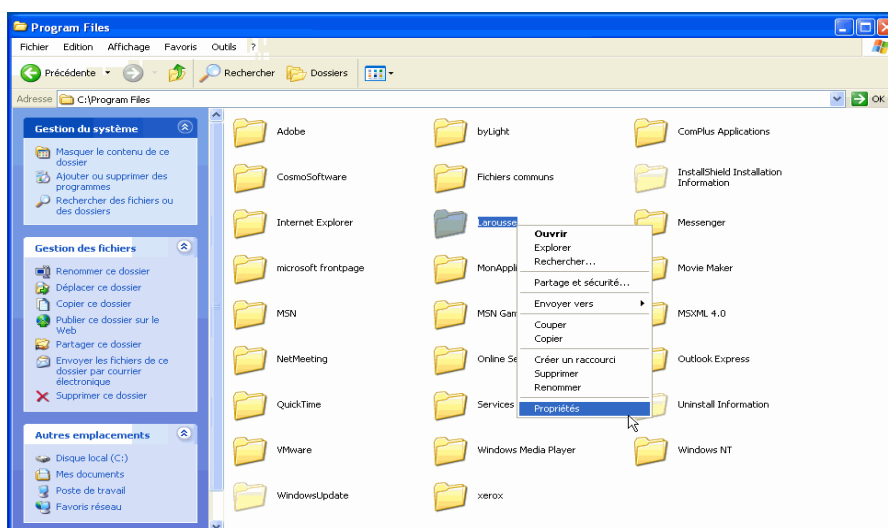 Program Files
Fichier Edition Affichage Favoris Outils ?
Précédente Rechercher Dossiers
Adresse C:\Program Files OK
Gestion du système
Masquer le contenu de ce
dossier
Ajouter ou supprimer des
programmes
Rechercher des fichiers ou
des dossiers
Gestion des fichiers
Renommer ce dossier
Déplacer ce dossier
Copier ce dossier
Publier ce dossier sur le
Web
Partager ce dossier
Envoyer les fichiers de ce
dossier par courrier
électronique
Supprimer ce dossier
Autres emplacements
Disque local (C:)
Mes documents
Poste de travail
Favoris réseau
Adobe byLight ComPlus Applications
CosmoSoftware Fichiers communs InstallShield Installation
Information
Internet Explorer Larousse Messenger
microsoft frontpage MonAppli Movie Maker
MSN MSN Gam MSXML 4.0
NetMeeting Online Se Outlook Express
QuickTime Services Uninstall Information
VMware Windows Media Player Windows NT
WindowsUpdate xerox
Ouvrir
Explorer
Rechercher...
Partage et sécurité...
Envoyer vers
Couper
Copier
Créer un raccourci
Supprimer
Renommer
Propriétés